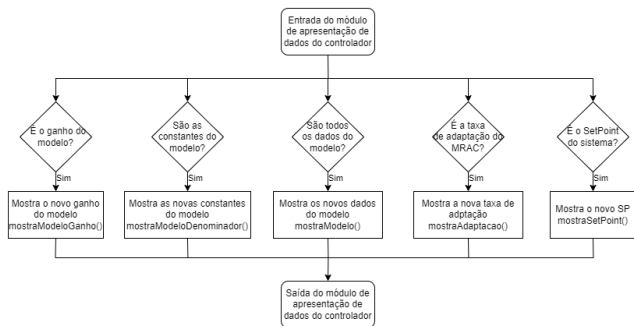 Entrada do módulo
de apresentação de
dados do controlador
É o ganho do
modelo?
São as
constantes do
modelo?
São todos
os dados do
modelo?
É a taxa
de adaptação do
MRAC?
É o SetPoint
do sistema?
Sim
Sim
Sim
Sim
Sim
Mostra o novo ganho
do modelo
mostraModeloGanho()
Mostra as novas constantes
do modelo
mostraModeloDenominador()
Mostra os novos dados
do modelo
mostraModelo()
Mostra a nova taxa de
adptação
mostraAdaptacao()
Mostra o novo SP
mostraSetPoint()
Saída do módulo de
apresentação de
dados do controlador